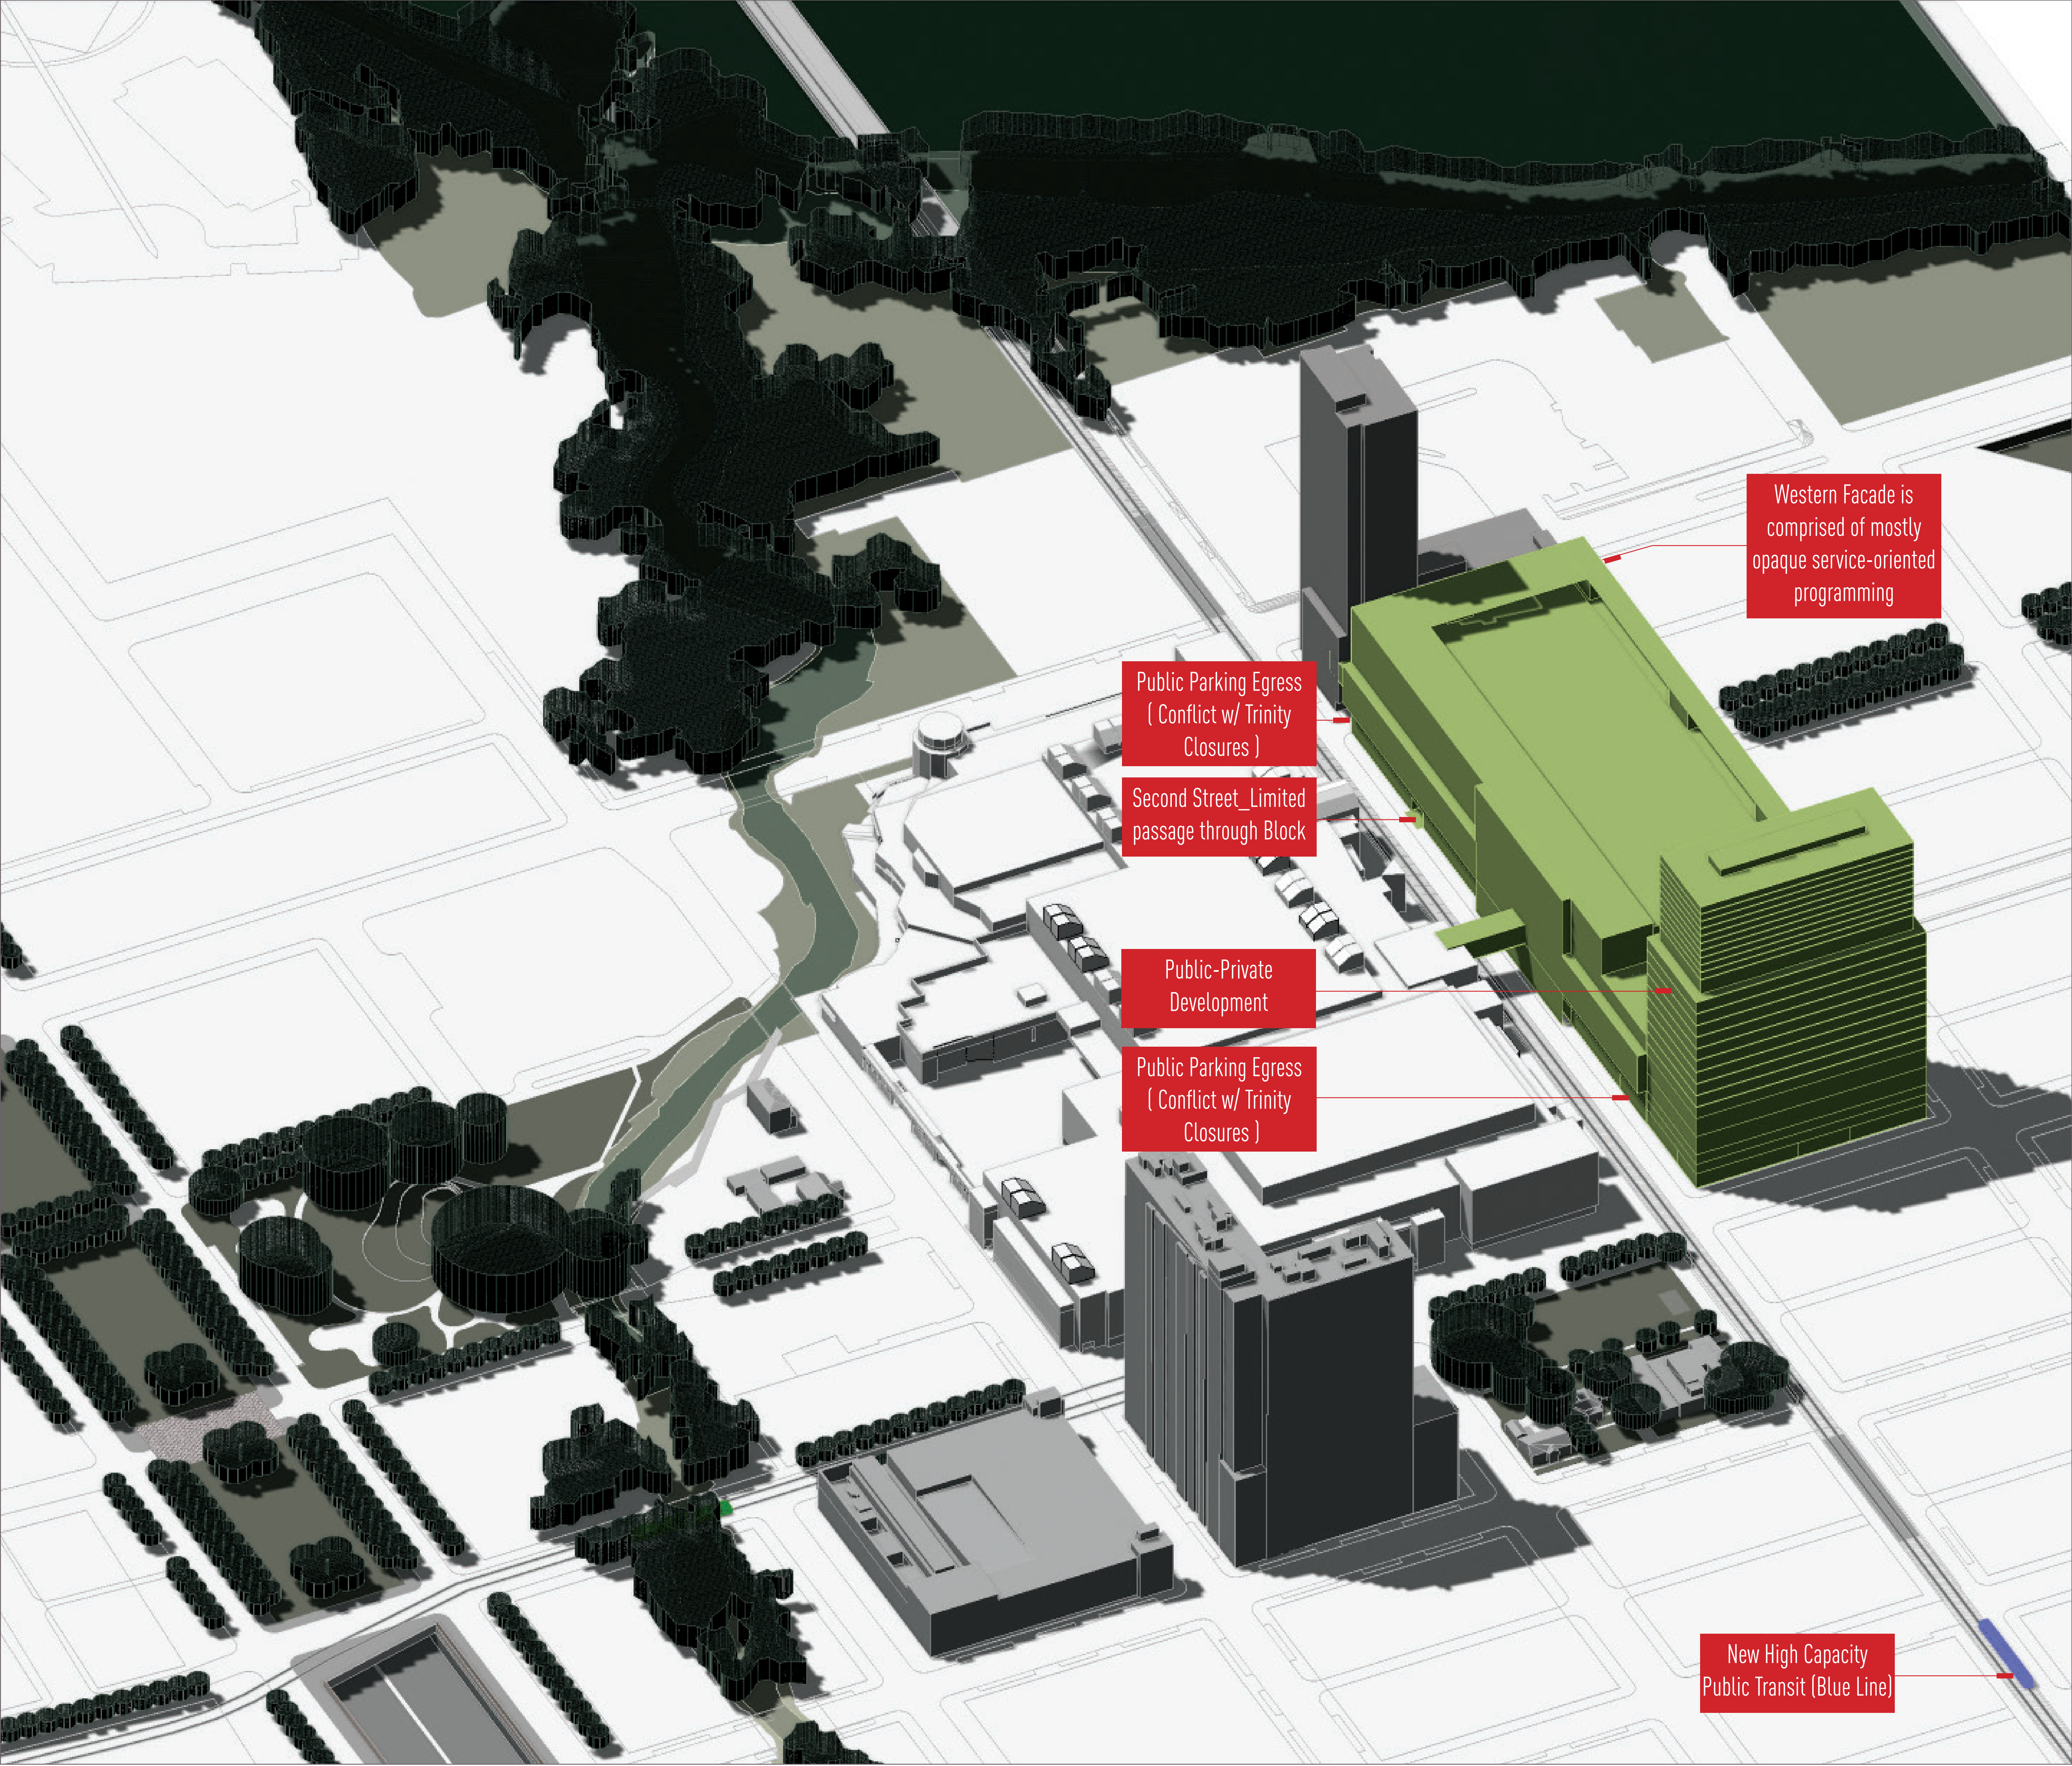 Western Facade is
comprised of mostly
opaque service-oriented
programming
Public Parking Egress
( Conflict w/ Trinity
Closures )
Second Street_Limited
passage through Block
Public-Private
Development
Public Parking Egress
( Conflict w/ Trinity
Closures )
New High Capacity
Public Transit (Blue Line)